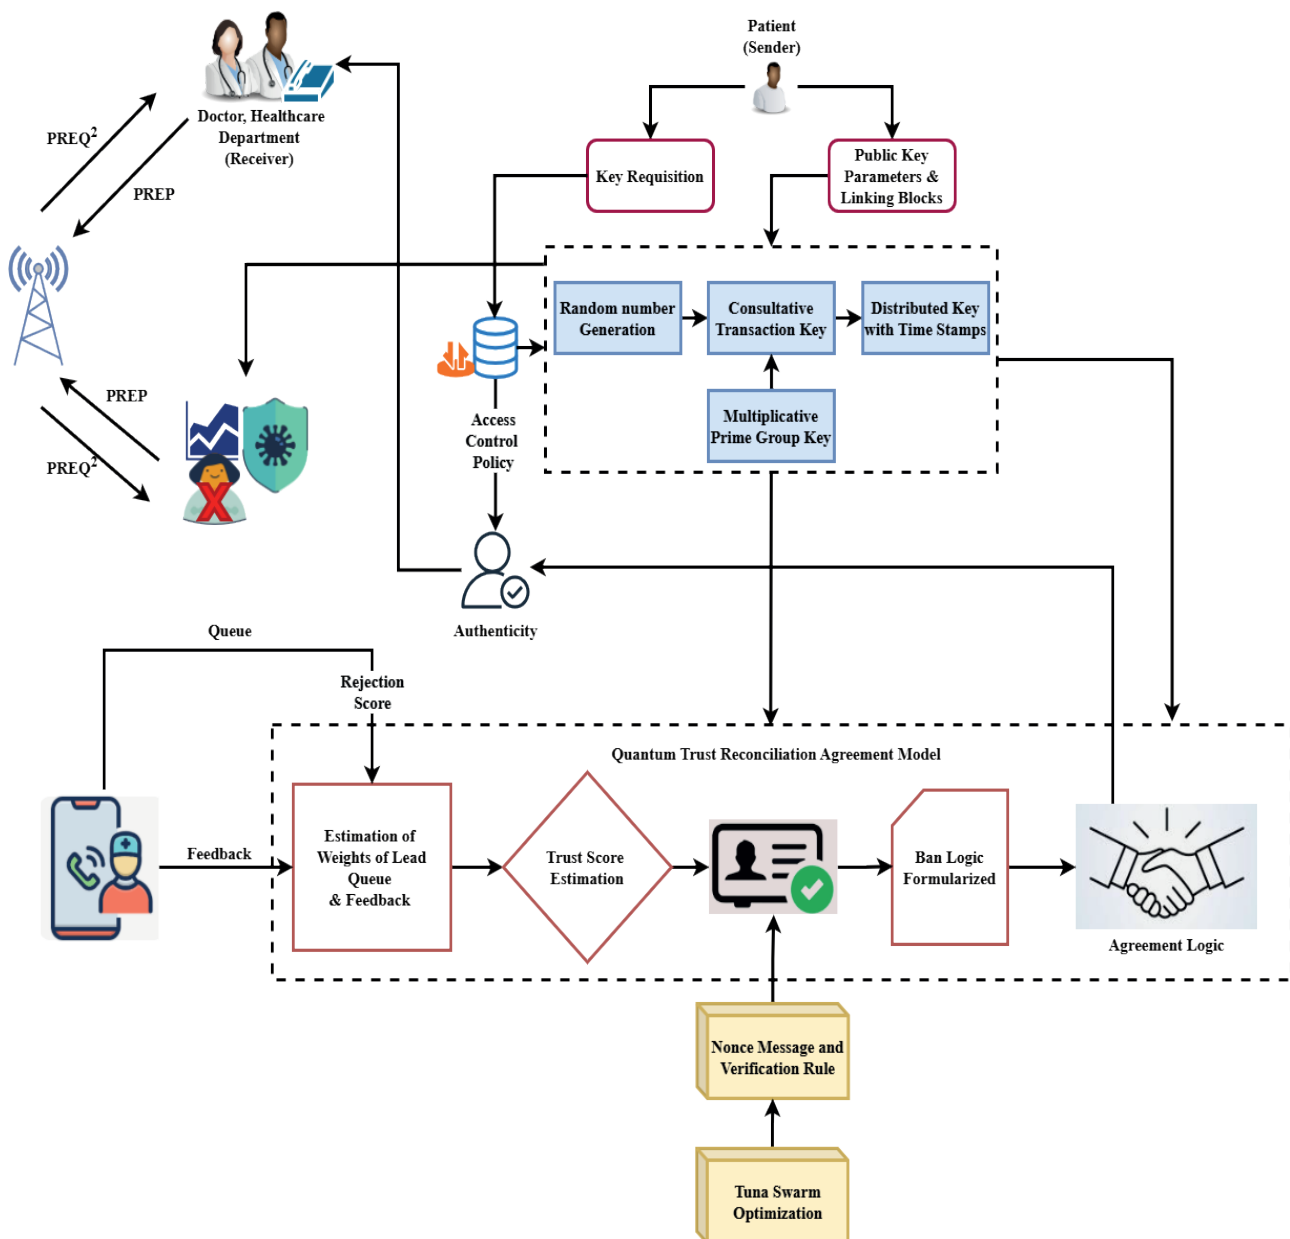 Patient
(Sender)
Doctor, Healthcare
Department
(Receiver)
PREQ²
PREP
Key Requisition
Public Key
Parameters &
Linking Blocks
Random number
Generation
Consultative
Transaction Key
Distributed Key
with Time Stamps
Multiplicative
Prime Group Key
PREP
PREQ²
Access
Control
Policy
Authenticity
Queue
Rejection
Score
Quantum Trust Reconciliation Agreement Model
Feedback
Estimation of
Weights of Lead
Queue
& Feedback
Trust Score
Estimation
Ban Logic
Formularized
Agreement Logic
Nonce Message and
Verification Rule
Tuna Swarm
Optimization